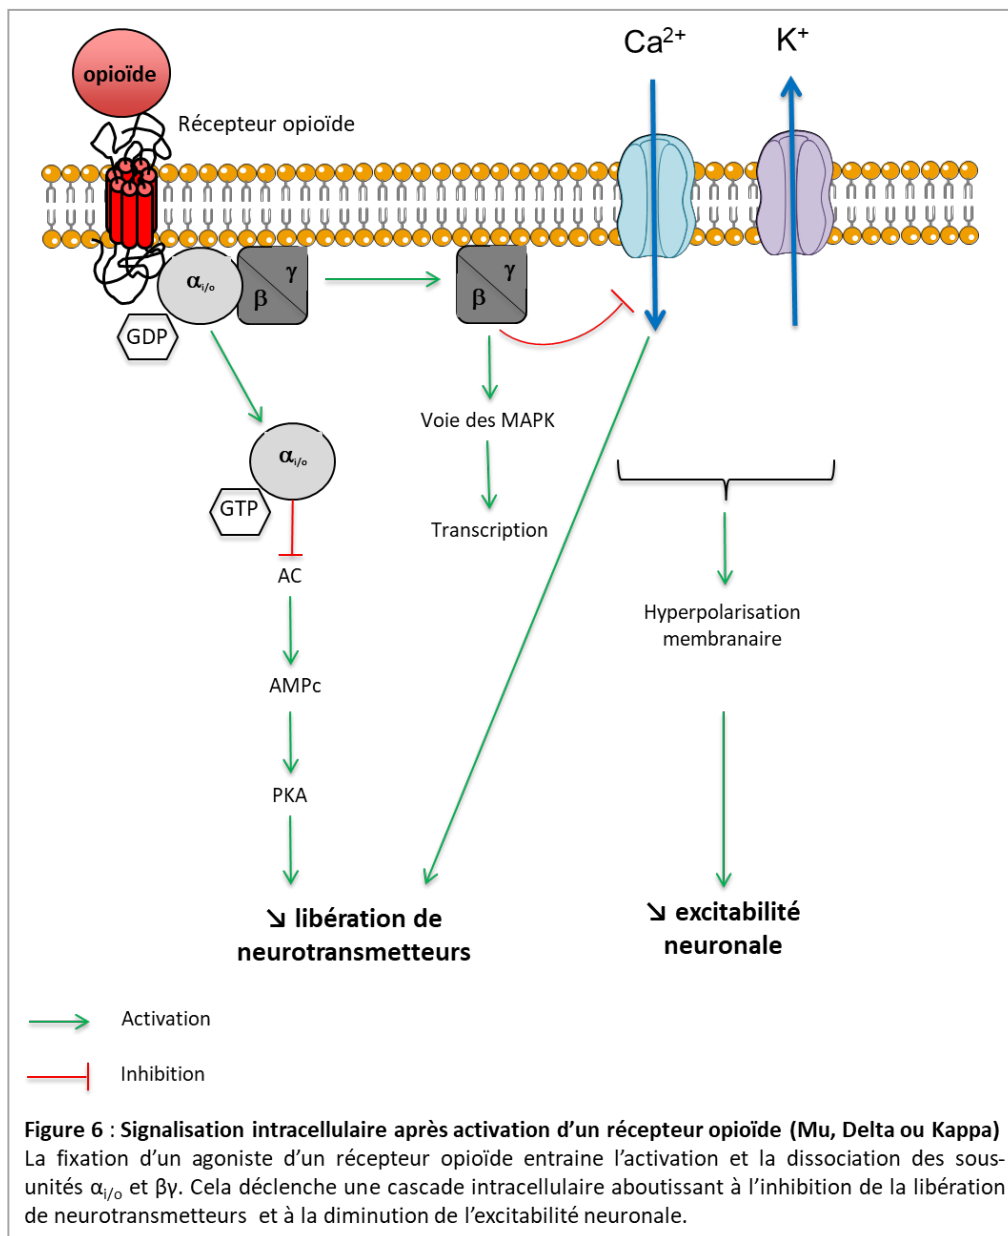 Ca²⁺ K⁺
opioïde
Récepteur opioïde
αi/o β γ
β γ
GDP
Voie des MAPK
αi/o
GTP
Transcription
AC
Hyperpolarisation
membranaire
AMPc
PKA
↘ libération de
neurotransmetteurs
↘ excitabilité
neuronale
Activation
Inhibition
Figure 6 : Signalisation intracellulaire après activation d’un récepteur opioïde (Mu, Delta ou Kappa)
La fixation d’un agoniste d’un récepteur opioïde entraine l’activation et la dissociation des sous-
unités αi/o et βγ. Cela déclenche une cascade intracellulaire aboutissant à l’inhibition de la libération
de neurotransmetteurs et à la diminution de l’excitabilité neuronale.